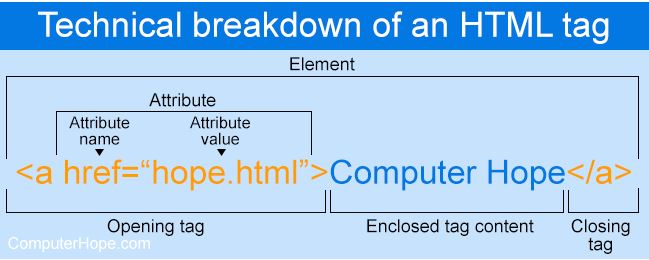 Technical breakdown of an HTML tag
Element
Attribute
Attribute name
Attribute value
<a href=“hope.html”>Computer Hope</a>
Opening tag
Enclosed tag content
Closing tag
ComputerHope.com